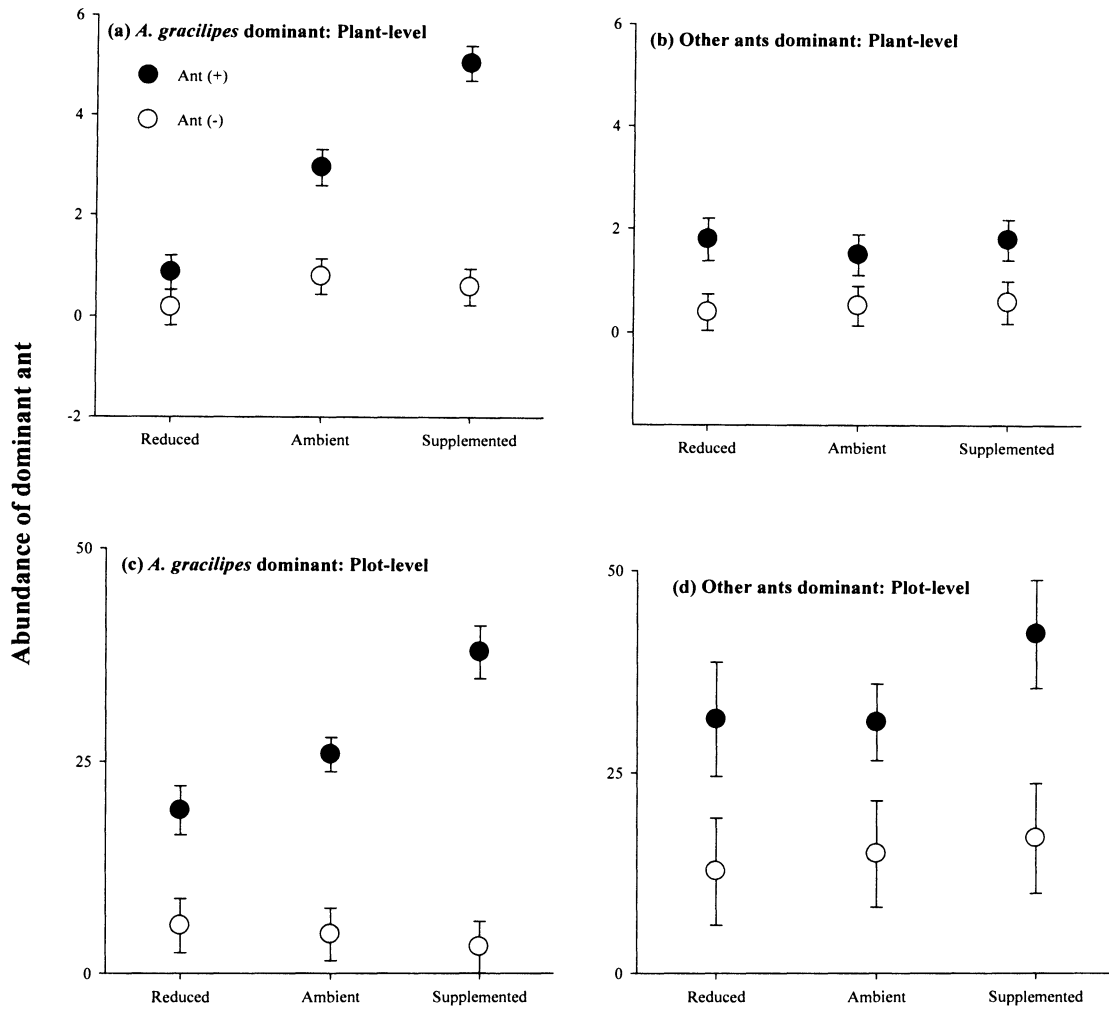 Abundance of dominant ant
(a) A. gracilipes dominant: Plant-level
Ant (+)
Ant (-)
6
4
2
0
-2
Reduced Ambient Supplemented
(b) Other ants dominant: Plant-level
6
4
2
0
Reduced Ambient Supplemented
(c) A. gracilipes dominant: Plot-level
50
25
0
Reduced Ambient Supplemented
(d) Other ants dominant: Plot-level
50
25
0
Reduced Ambient Supplemented